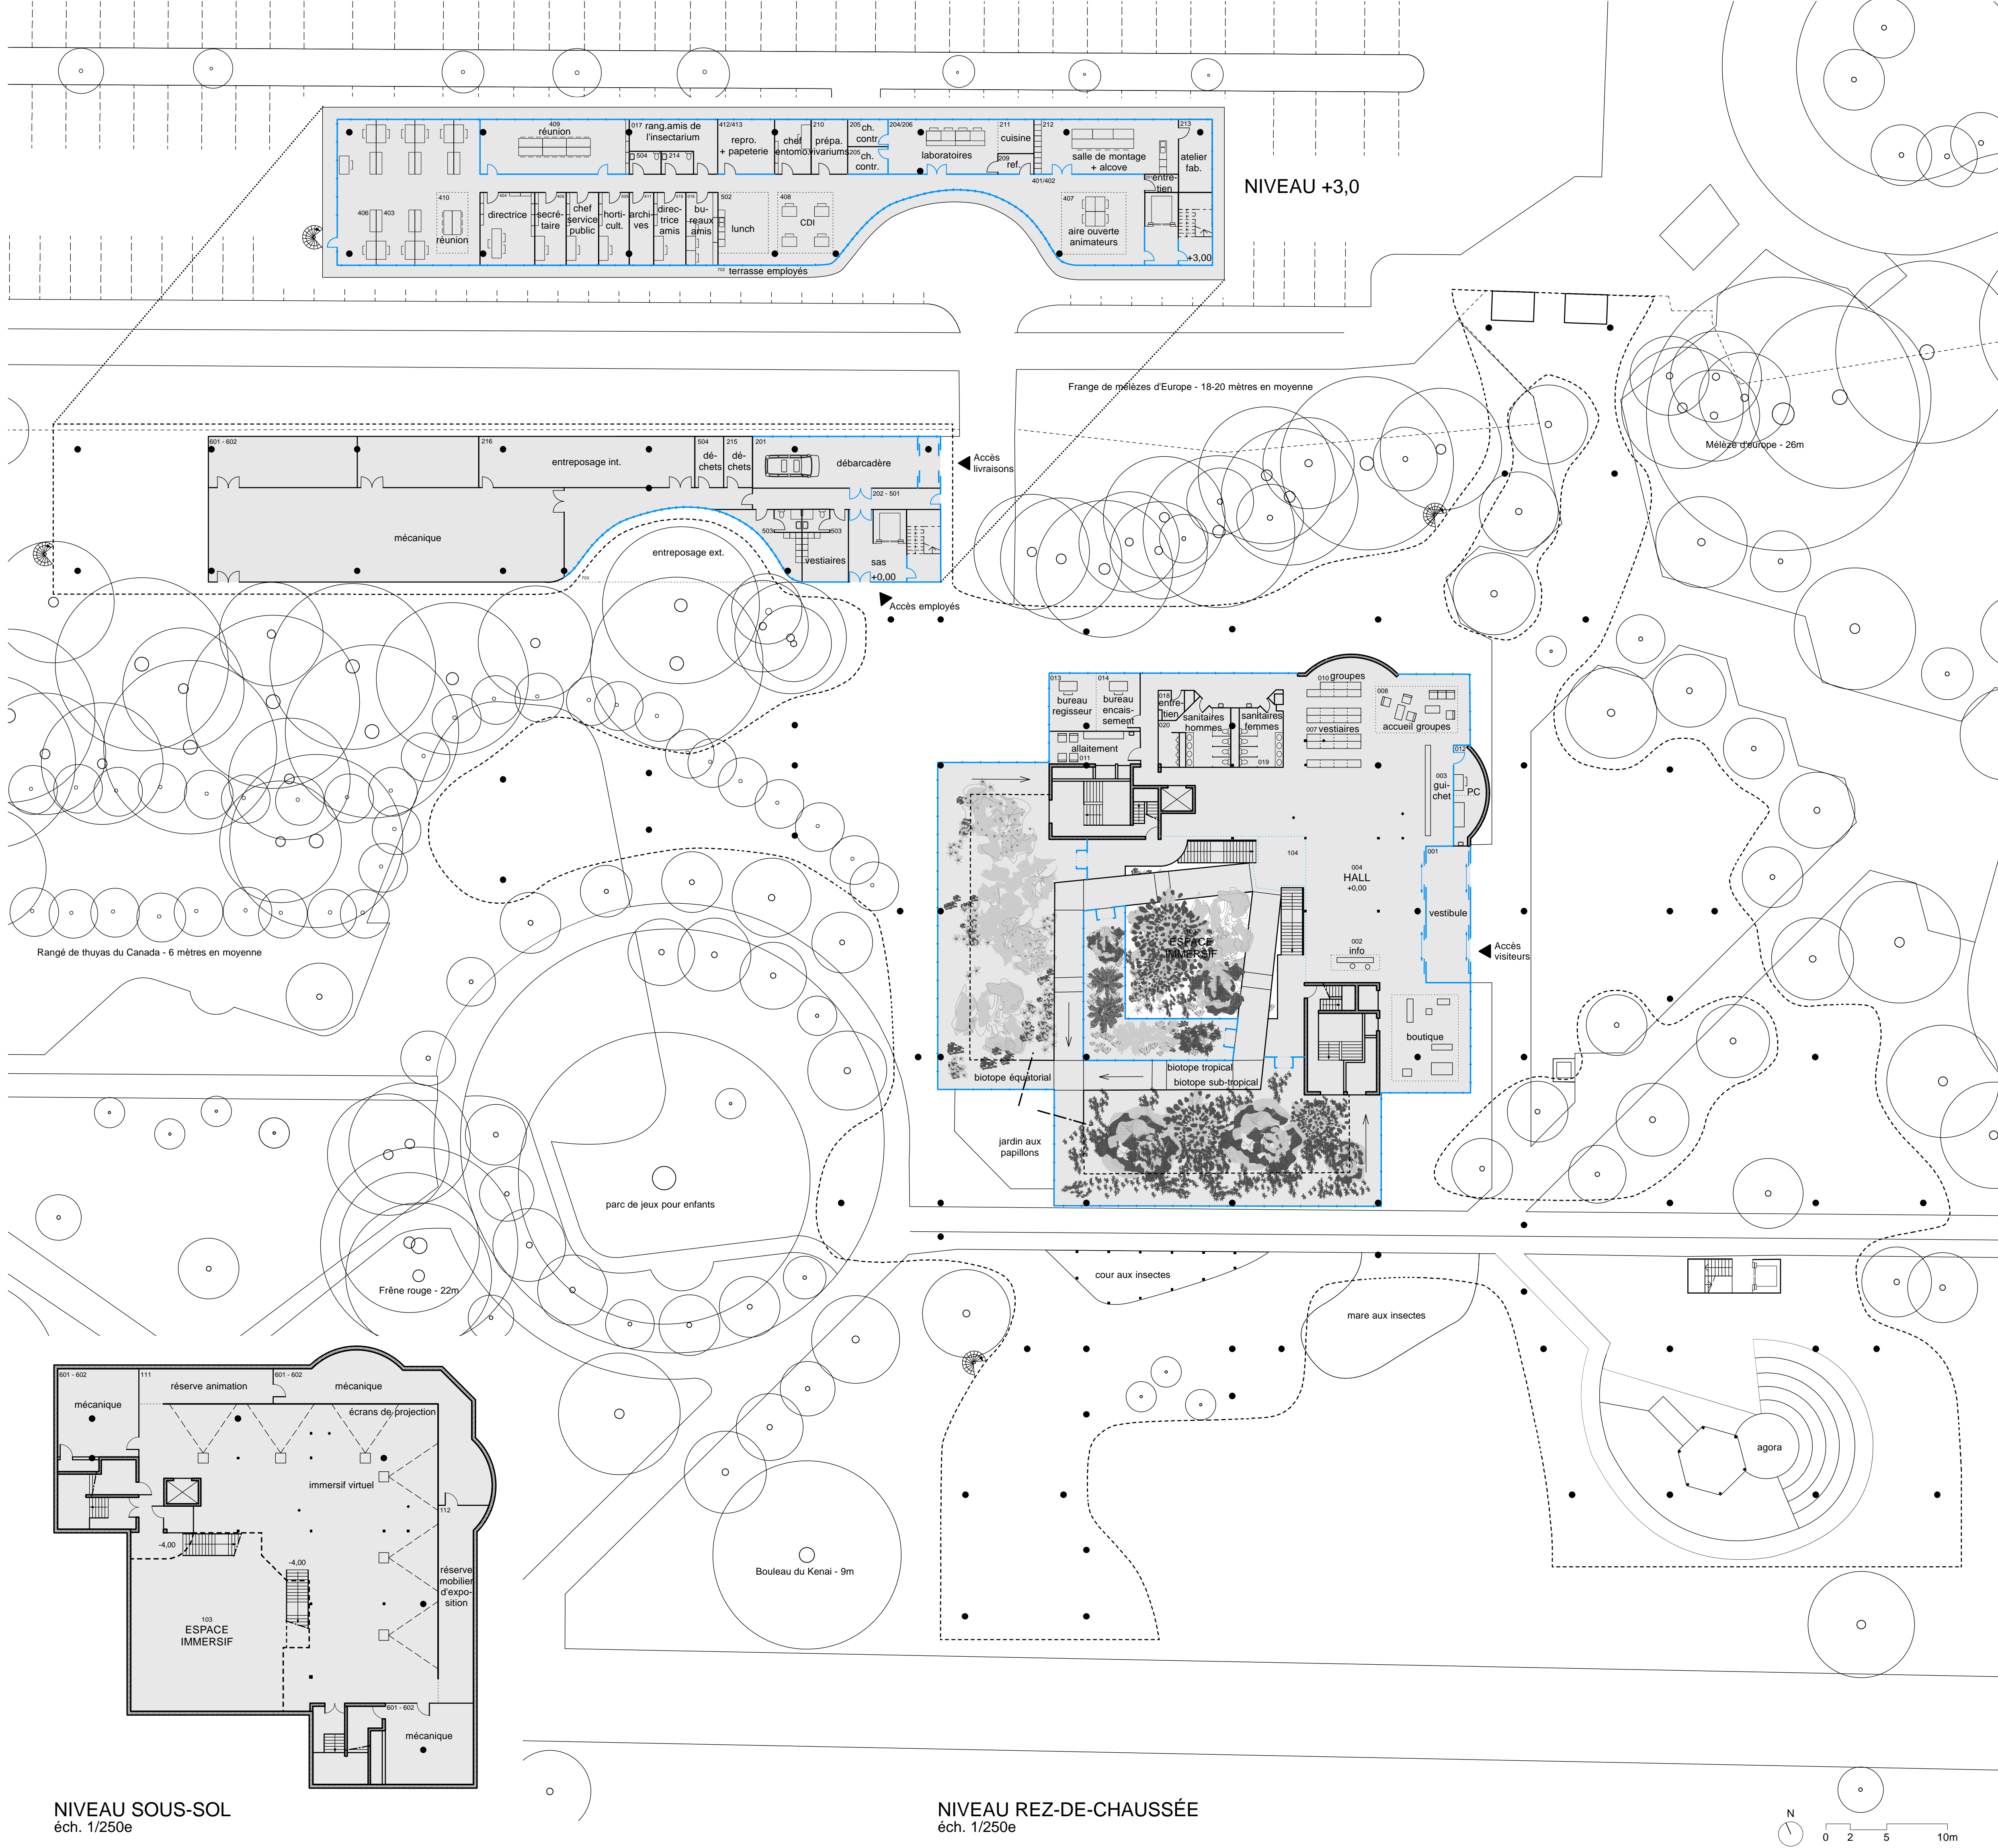 409
réunion
017 rang.amis de
l'insectarium
504
214
412/413
repro.
+ papeterie
chef
entomo.
210
prépa.
vivariums
205
ch.
contr.
205
ch.
contr.
204/206
laboratoires
211
cuisine
209
ref.
212
salle de montage
+ alcove
213
atelier
fab.
401/402
entre-
tien
406
403
410
réunion
404
directrice
secré-
taire
chef
service
public
horti-
cult.
archi-
ves
direc-
trice
amis
bu-
reaux
amis
502
lunch
408
CDI
407
aire ouverte
animateurs
+3,00
702
terrasse employés
NIVEAU +3,0
Frange de mélèzes d'Europe - 18-20 mètres en moyenne
Mélèze d'europe - 26m
601 - 602
216
entreposage int.
504
dé-
chets
215
dé-
chets
201
débarcadère
Accès
livraisons
202 - 501
mécanique
503
503
vestiaires
sas
+0,00
entreposage ext.
703
Accès employés
013
bureau
regisseur
014
bureau
encais-
sement
018
entre-
tien
020
sanitaires
hommes
sanitaires
femmes
019
010
groupes
007 vestiaires
008
accueil groupes
allaitement
011
012
003
gui-
chet
PC
001
104
004
HALL
+0,00
vestibule
ESPACE
IMMERSIF
002
info
Accès
visiteurs
boutique
biotope équatorial
biotope tropical
biotope sub-tropical
jardin aux
papillons
Rangé de thuyas du Canada - 6 mètres en moyenne
parc de jeux pour enfants
Frêne rouge - 22m
cour aux insectes
mare aux insectes
agora
Bouleau du Kenai - 9m
601 - 602
mécanique
111
réserve animation
601 - 602
mécanique
écrans de projection
immersif virtuel
112
-4,00
-4,00
réserve
mobilier
d'expo-
sition
103
ESPACE
IMMERSIF
601 - 602
mécanique
NIVEAU SOUS-SOL
éch. 1/250e
NIVEAU REZ-DE-CHAUSSÉE
éch. 1/250e
N
0 2 5 10m